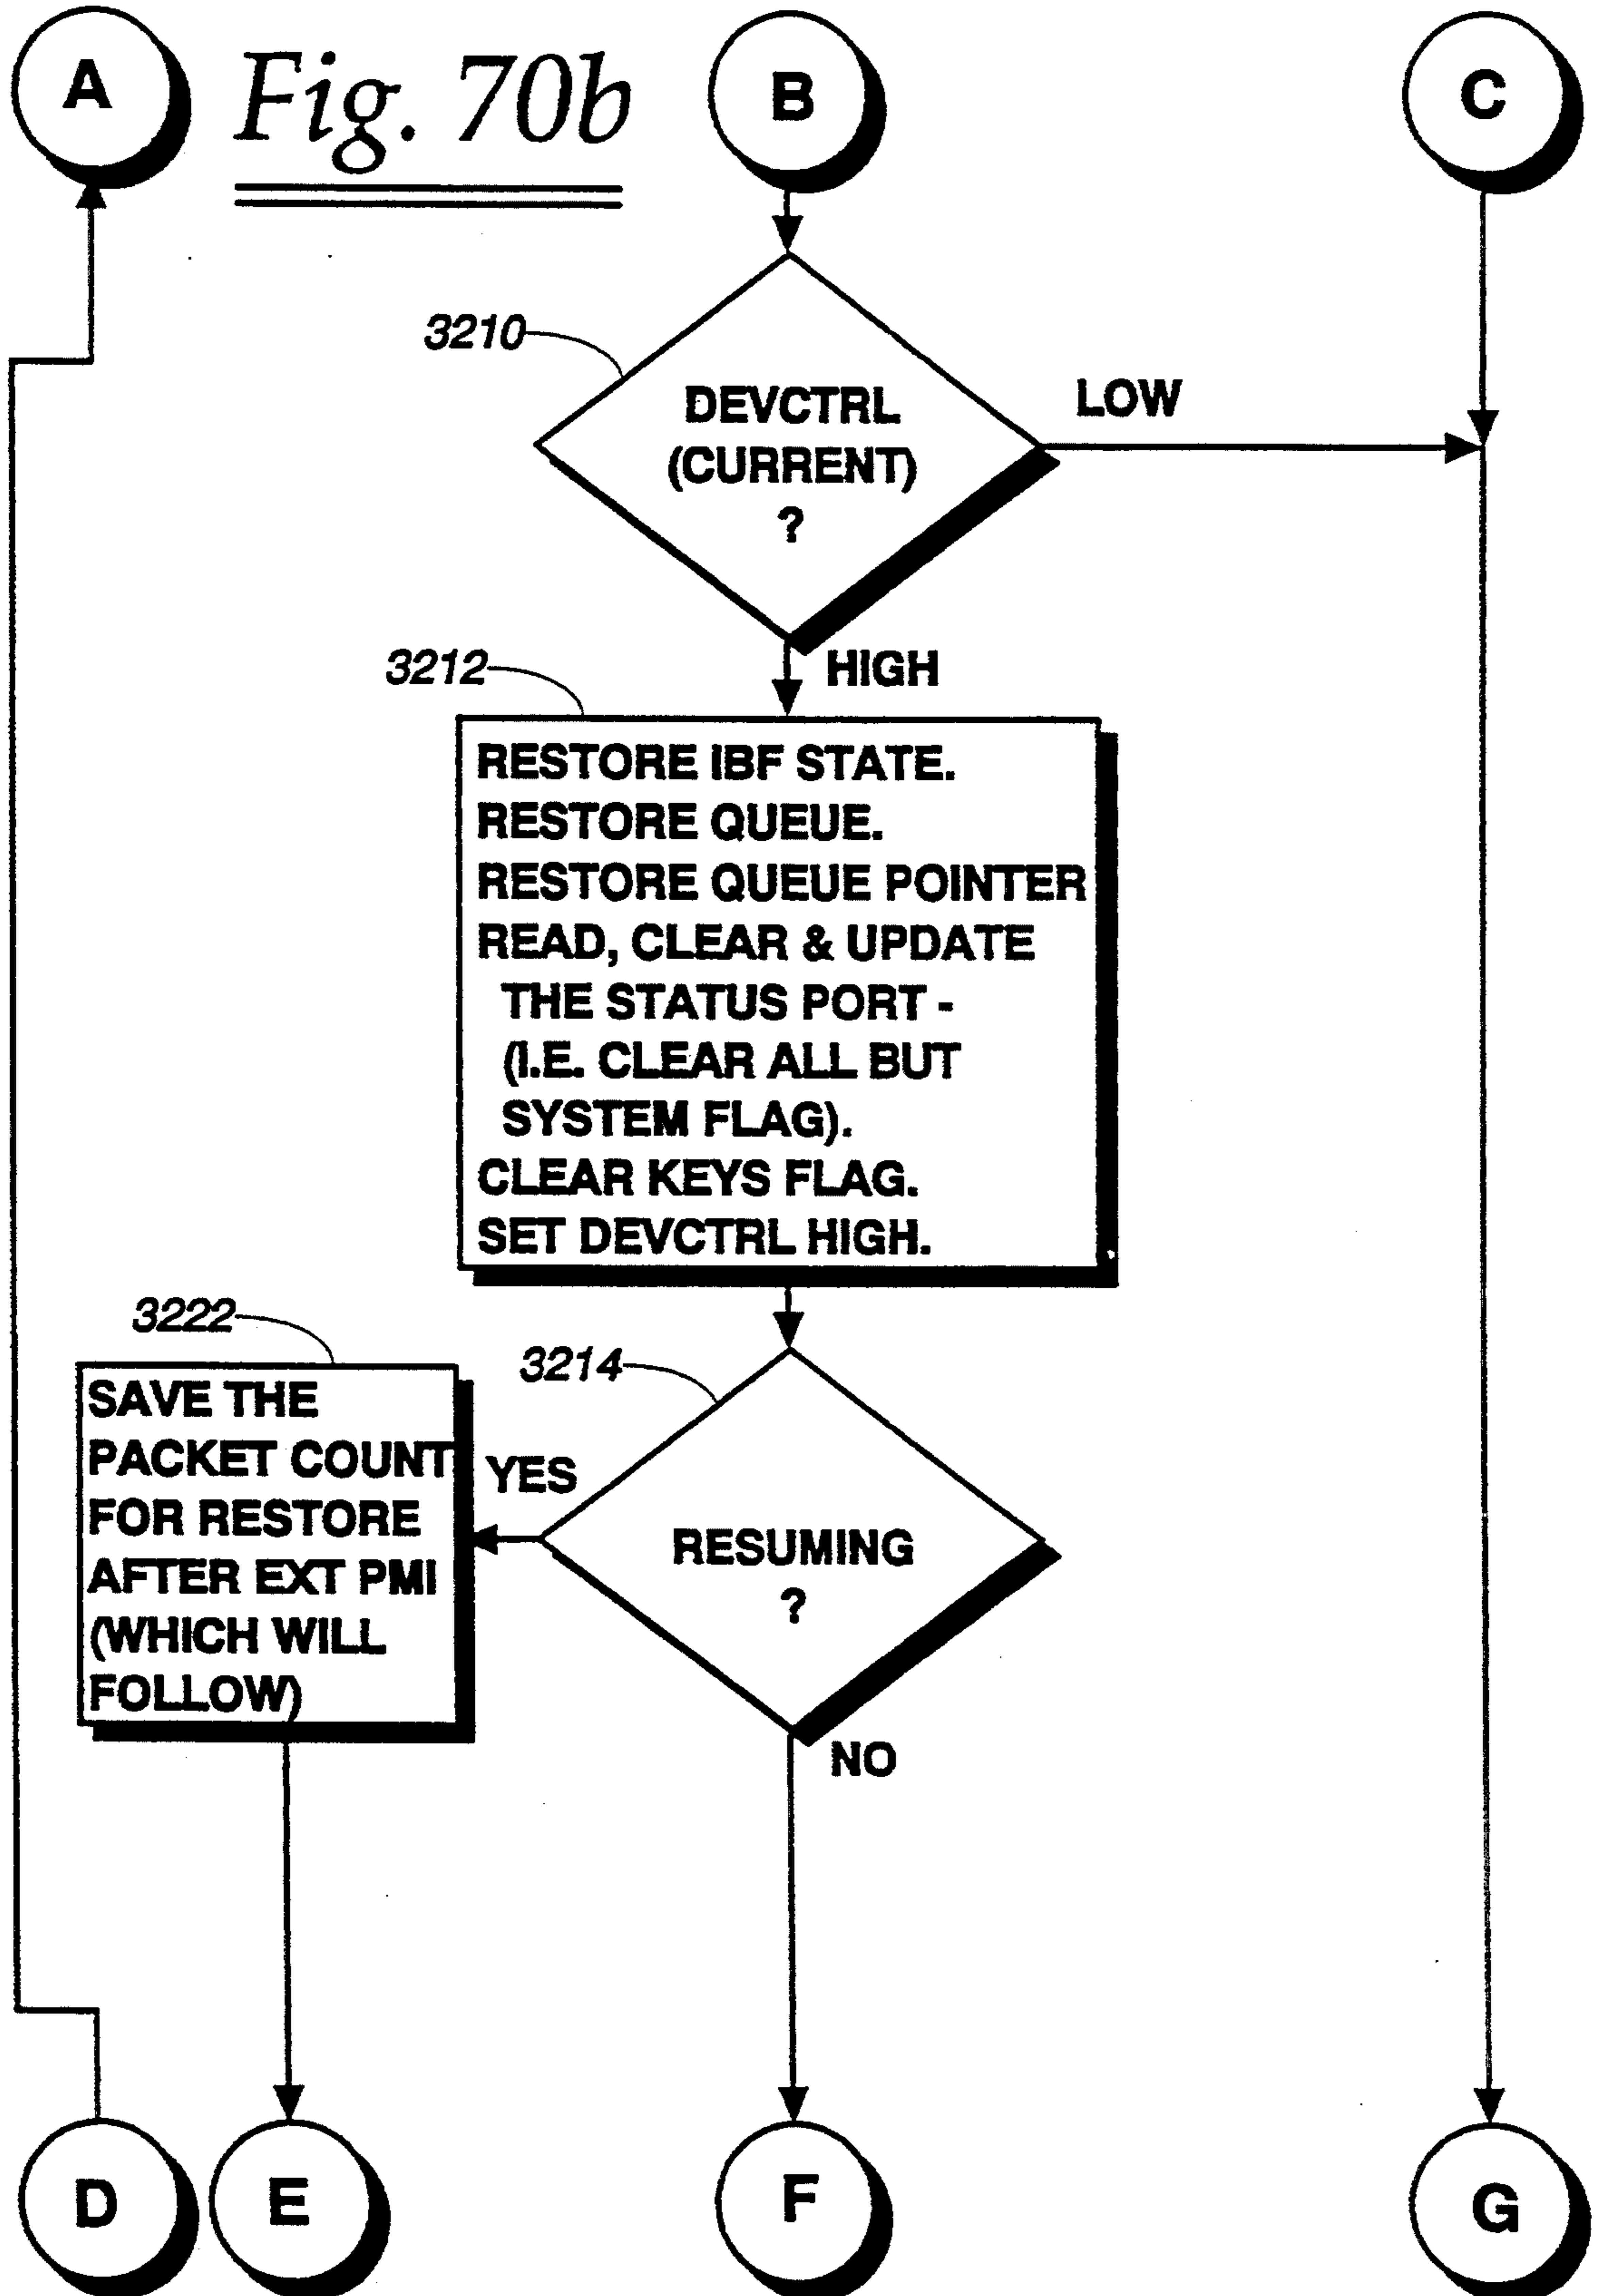 A
Fig. 70b
B
C
3210
DEVCTRL
(CURRENT)
?
LOW
HIGH
3212
RESTORE IBF STATE.
RESTORE QUEUE.
RESTORE QUEUE POINTER
READ, CLEAR & UPDATE
THE STATUS PORT -
(I.E. CLEAR ALL BUT
SYSTEM FLAG).
CLEAR KEYS FLAG.
SET DEVCTRL HIGH.
3222
SAVE THE
PACKET COUNT
FOR RESTORE
AFTER EXT PMI
(WHICH WILL
FOLLOW)
YES
3214
RESUMING
?
NO
D
E
F
G